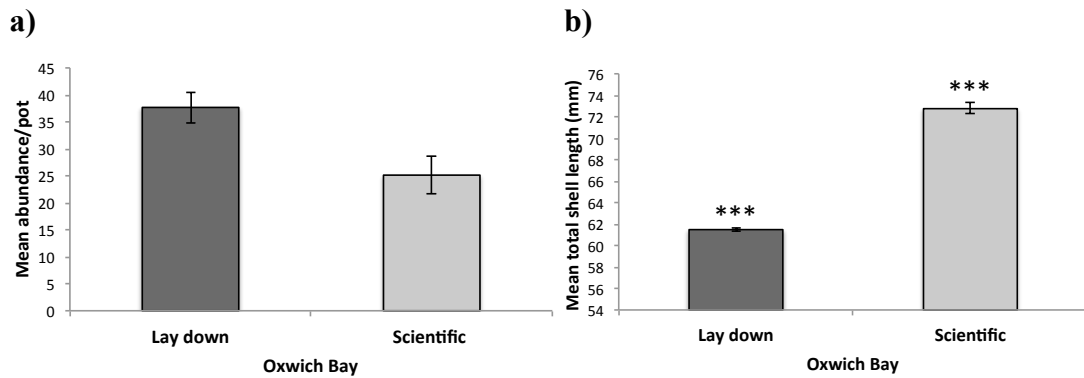 a)
Mean abundance/pot
45
40
35
30
25
20
15
10
5
0
Lay down
Scientific
Oxwich Bay
b)
Mean total shell length (mm)
76
74
72
70
68
66
64
62
60
58
56
54
***
***
Lay down
Scientific
Oxwich Bay